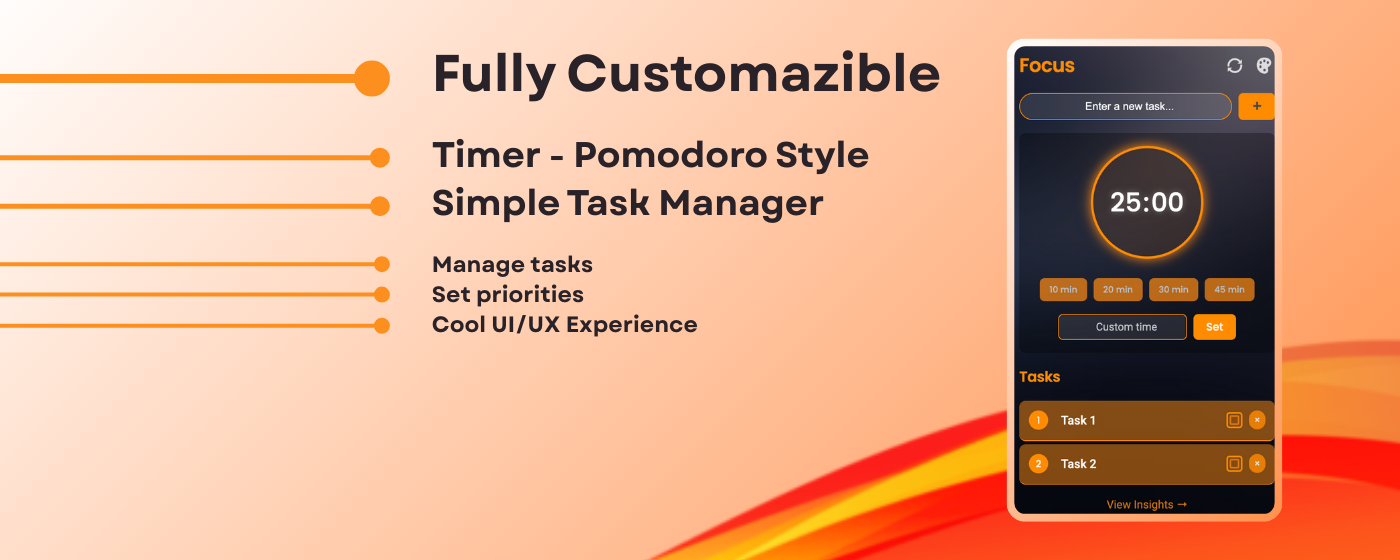 Fully Customazible
Timer - Pomodoro Style
Simple Task Manager
Manage tasks
Set priorities
Cool UI/UX Experience
Focus
Enter a new task...
+
25:00
10 min 20 min 30 min 45 min
Custom time Set
Tasks
1 Task 1 ×
2 Task 2 ×
View Insights →